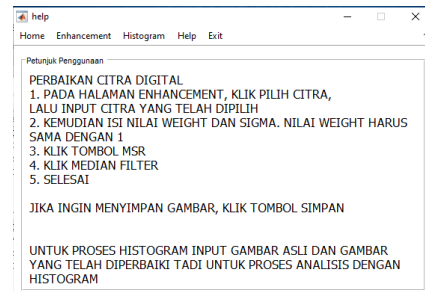 help
Home Enhancement Histogram Help Exit
Petunjuk Penggunaan
PERBAIKAN CITRA DIGITAL
1. PADA HALAMAN ENHANCEMENT, KLIK PILIH CITRA,
LALU INPUT CITRA YANG TELAH DIPILIH
2. KEMUDIAN ISI NILAI WEIGHT DAN SIGMA. NILAI WEIGHT HARUS
SAMA DENGAN 1
3. KLIK TOMBOL MSR
4. KLIK MEDIAN FILTER
5. SELESAI
JIKA INGIN MENYIMPAN GAMBAR, KLIK TOMBOL SIMPAN
UNTUK PROSES HISTOGRAM INPUT GAMBAR ASLI DAN GAMBAR
YANG TELAH DIPERBAIKI TADI UNTUK PROSES ANALISIS DENGAN
HISTOGRAM